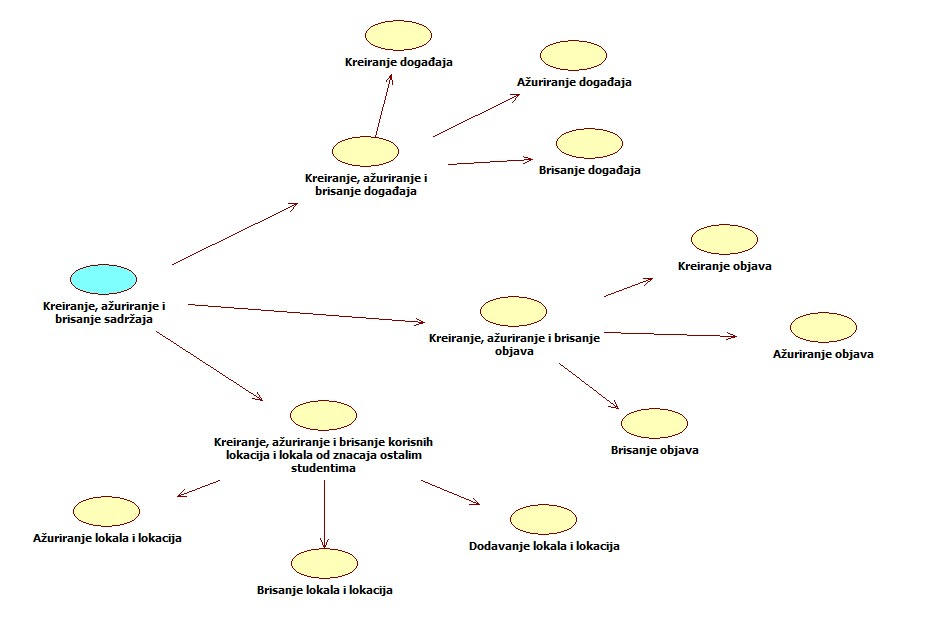 Kreiranje događaja
Ažuriranje događaja
Brisanje događaja
Kreiranje, ažuriranje i
brisanje događaja
Kreiranje objava
Kreiranje, ažuriranje i
brisanje sadržaja
Kreiranje, ažuriranje i brisanje
objava
Ažuriranje objava
Brisanje objava
Kreiranje, ažuriranje i brisanje korisnih
lokacija i lokala od znacaja ostalim
studentima
Ažuriranje lokala i lokacija
Dodavanje lokala i lokacija
Brisanje lokala i lokacija